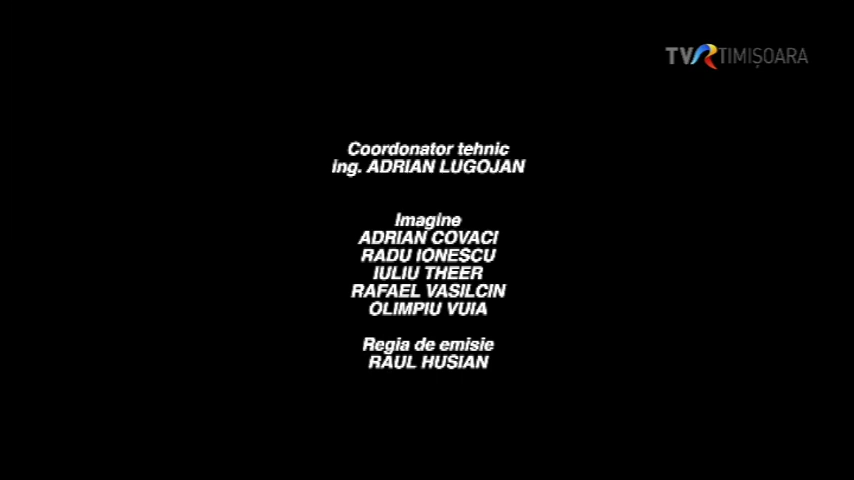 TVR TIMIȘOARA
Coordonator tehnic
ing. ADRIAN LUGOJAN
Imagine
ADRIAN COVACI
RADU IONESCU
IULIU THEER
RAFAEL VASILCIN
OLIMPIU VUIA
Regia de emisie
RAUL HUSIAN